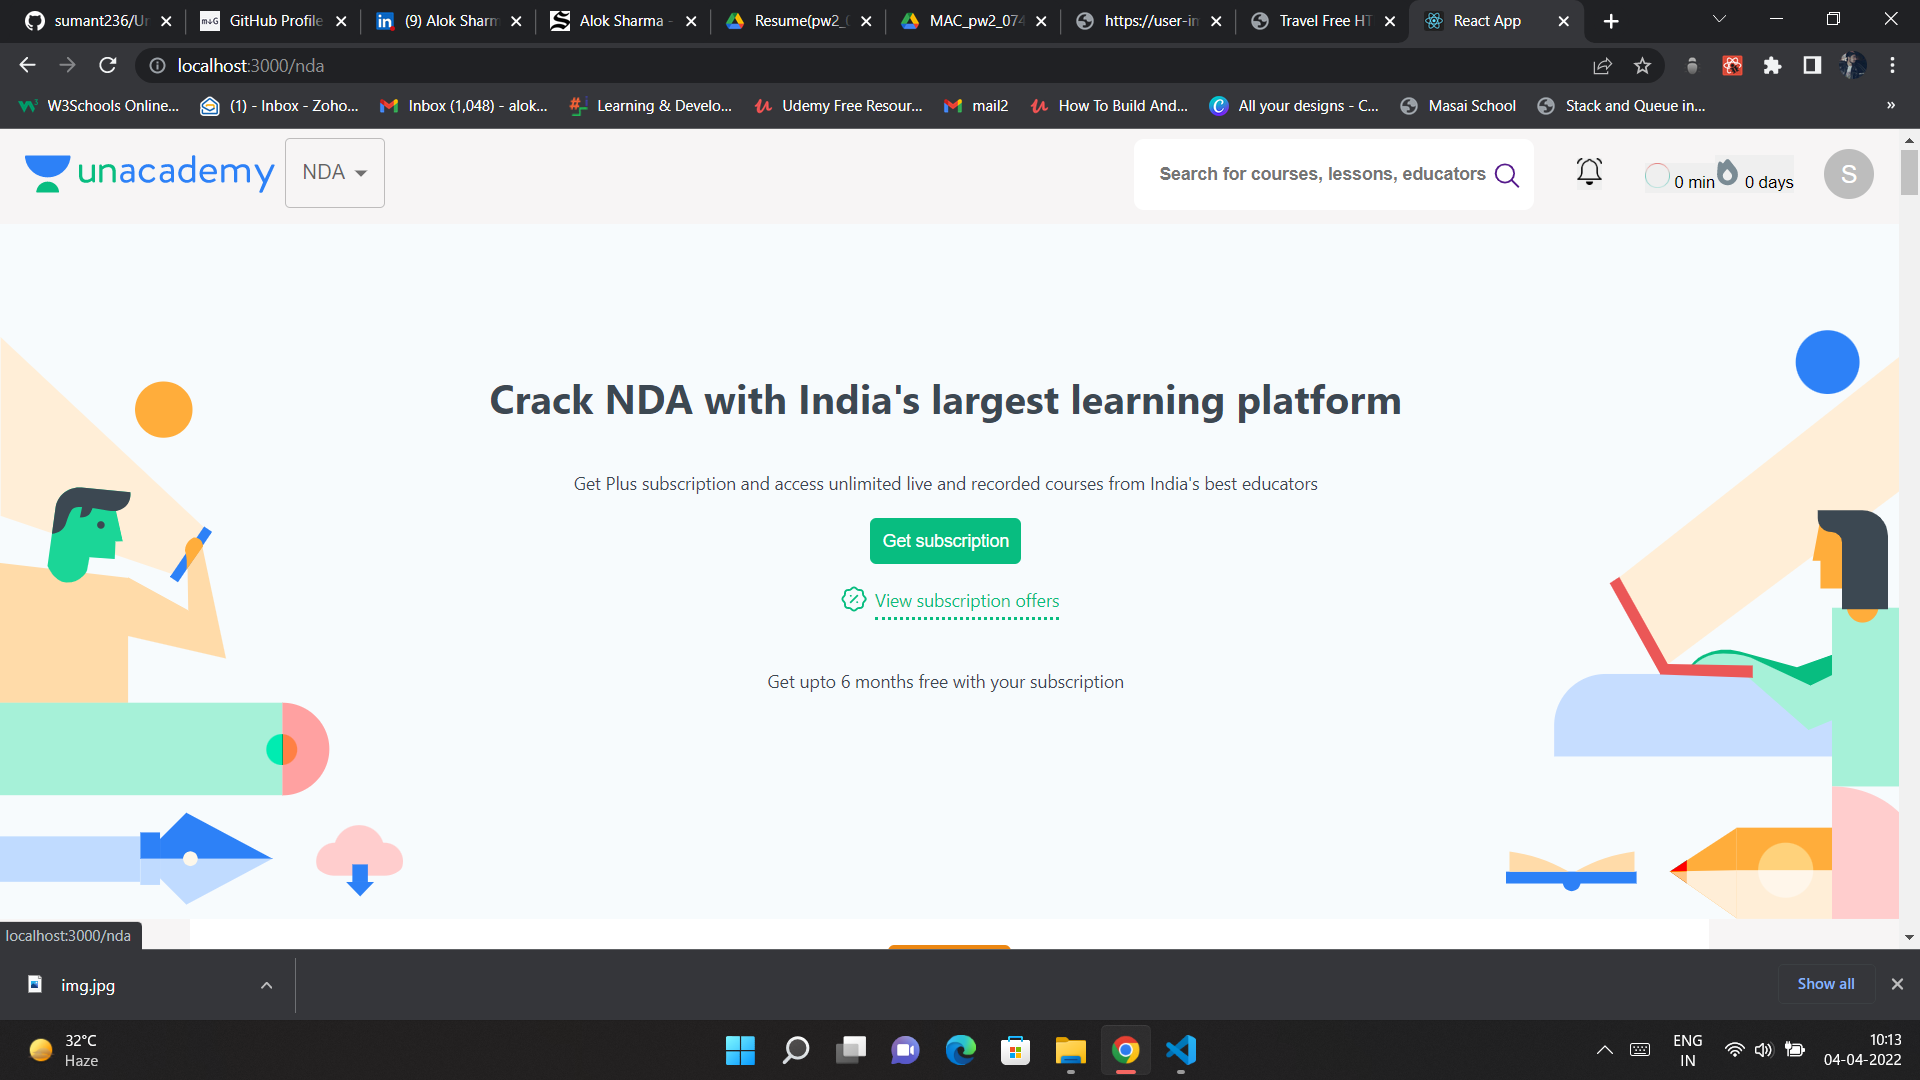 sumant236/Ur
GitHub Profile
(9) Alok Sharm
Alok Sharma -
Resume(pw2_0
MAC_pw2_074
https://user-im
Travel Free HT
React App
localhost:3000/nda
W3Schools Online...
(1) - Inbox - Zoho...
Inbox (1,048) - alok...
Learning & Develo...
Udemy Free Resour...
mail2
How To Build And...
All your designs - C...
Masai School
Stack and Queue in...
»
unacademy
NDA
Search for courses, lessons, educators
0 min
0 days
S
Crack NDA with India's largest learning platform
Get Plus subscription and access unlimited live and recorded courses from India's best educators
Get subscription
View subscription offers
Get upto 6 months free with your subscription
localhost:3000/nda
img.jpg
Show all
32°C
Haze
ENG
IN
10:13
04-04-2022